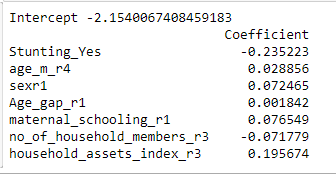 Intercept -2.1540067408459183
Coefficient
Stunting_Yes -0.235223
age_m_r4 0.028856
sexr1 0.072465
Age_gap_r1 0.001842
maternal_schooling_r1 0.076549
no_of_household_members_r3 -0.071779
household_assets_index_r3 0.195674